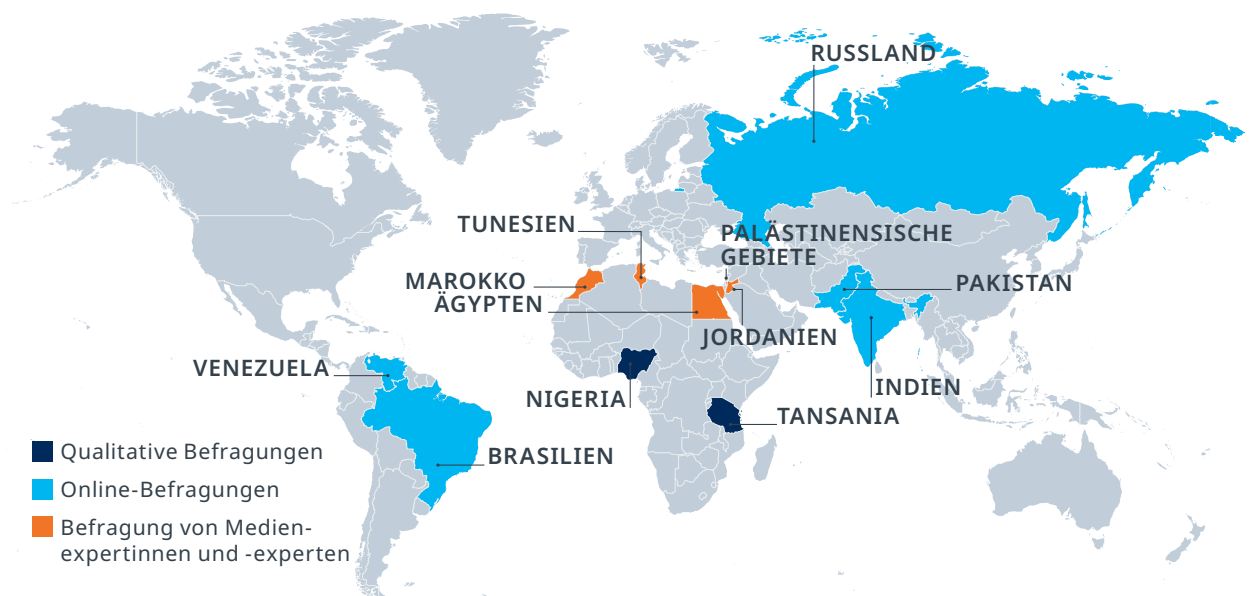 RUSSLAND
TUNESIEN
PALÄSTINENSISCHE
GEBIETE
MAROKKO
PAKISTAN
ÄGYPTEN
JORDANIEN
VENEZUELA
INDIEN
NIGERIA
TANSANIA
BRASILIEN
Qualitative Befragungen
Online-Befragungen
Befragung von Medien-
expertinnen und -experten